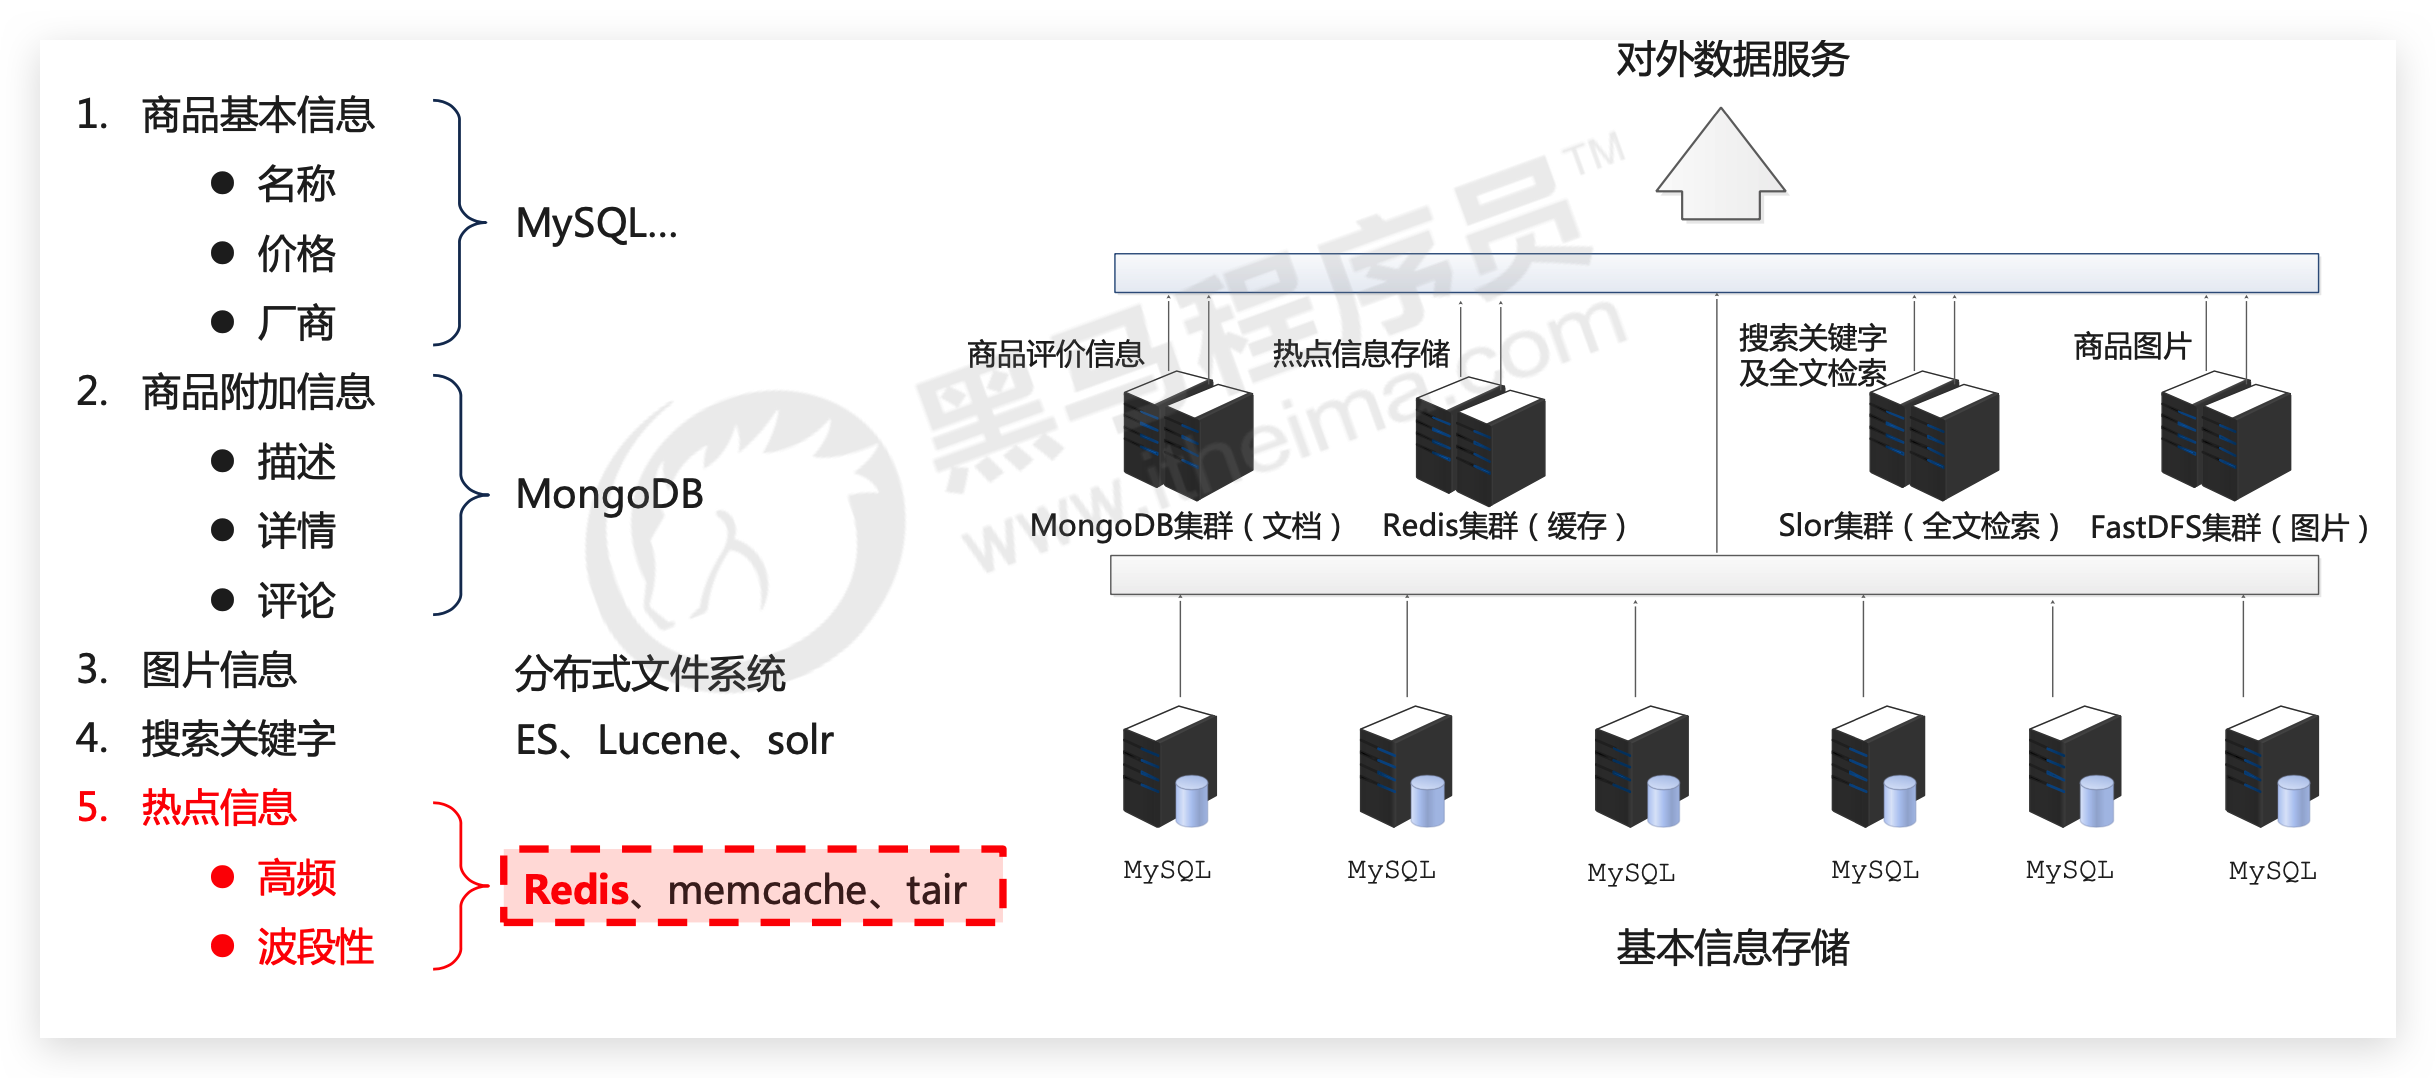 1. 商品基本信息
● 名称
● 价格
● 厂商
MySQL...
2. 商品附加信息
● 描述
● 详情
● 评论
MongoDB
3. 图片信息
分布式文件系统
4. 搜索关键字
ES、Lucene、solr
5. 热点信息
● 高频
● 波段性
Redis、memcache、tair
对外数据服务
商品评价信息
热点信息存储
搜索关键字
及全文检索
商品图片
MongoDB集群（文档）
Redis集群（缓存）
Slor集群（全文检索）
FastDFS集群（图片）
MySQL
MySQL
MySQL
MySQL
MySQL
MySQL
基本信息存储
黑马程序员TM
www.itheima.com